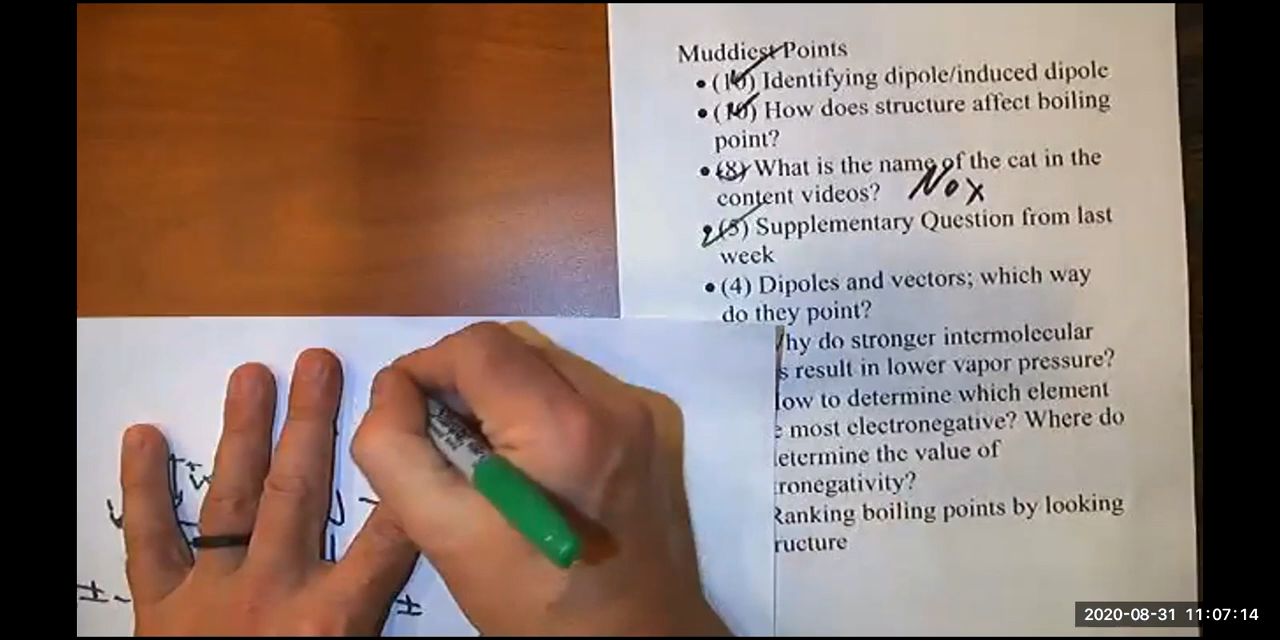 Muddiest Points
• (10) Identifying dipole/induced dipole
• (10) How does structure affect boiling
point?
• (8) What is the name of the cat in the
content videos? Nox
(5) Supplementary Question from last
week
• (4) Dipoles and vectors; which way
do they point?
hy do stronger intermolecular
s result in lower vapor pressure?
ow to determine which element
e most electronegative? Where do
etermine the value of
ronegativity?
Ranking boiling points by looking
ructure
H
H
2020-08-31 11:07:14